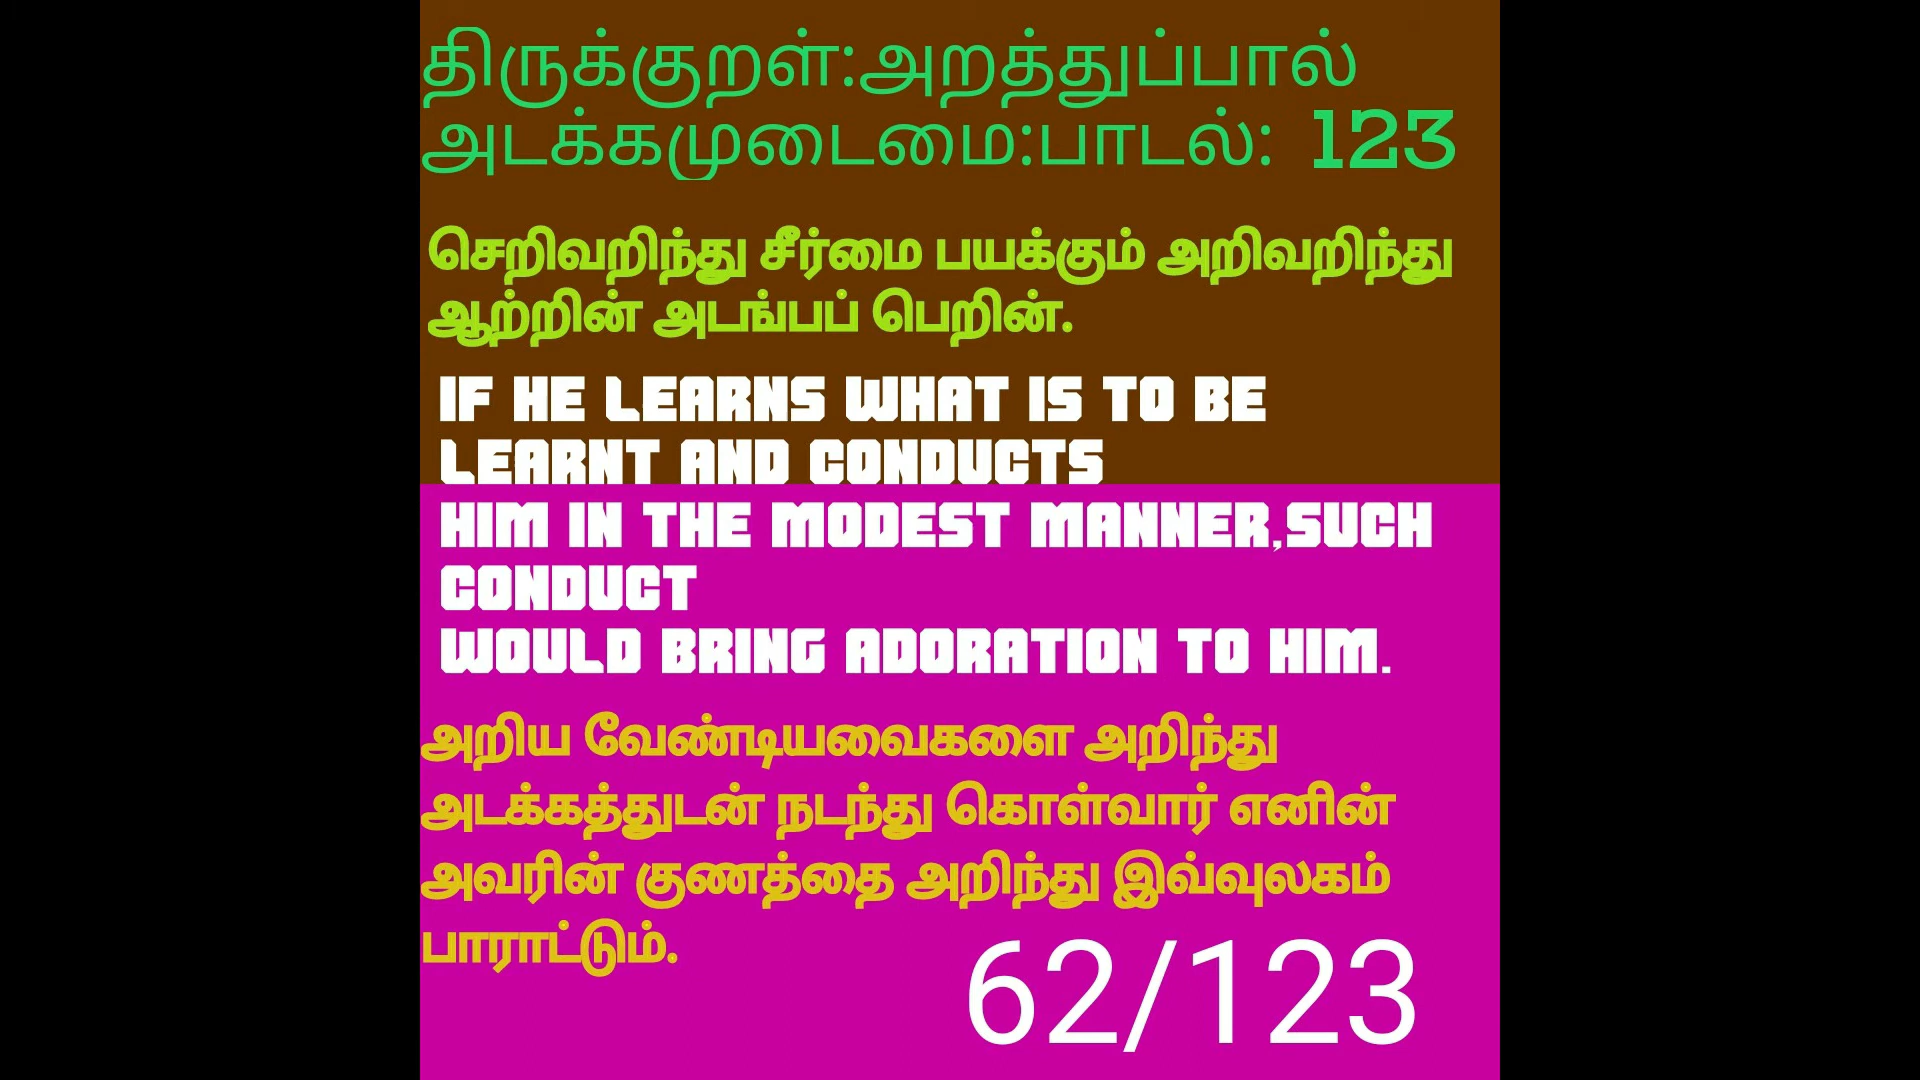 திருக்குறள்:அறத்துப்பால்
அடக்கமுடைமை:பாடல்: 123
செறிவறிந்து சீர்மை பயக்கும் அறிவறிந்து
ஆற்றின் அடங்பப் பெறின்.
IF HE LEARNS WHAT IS TO BE
LEARNT AND CONDUCTS
HIM IN THE MODEST MANNER,SUCH
CONDUCT
WOULD BRING ADORATION TO HIM.
அறிய வேண்டியவைகளை அறிந்து
அடக்கத்துடன் நடந்து கொள்வார் எனின்
அவரின் குணத்தை அறிந்து இவ்வுலகம்
பாராட்டும்.
62/123